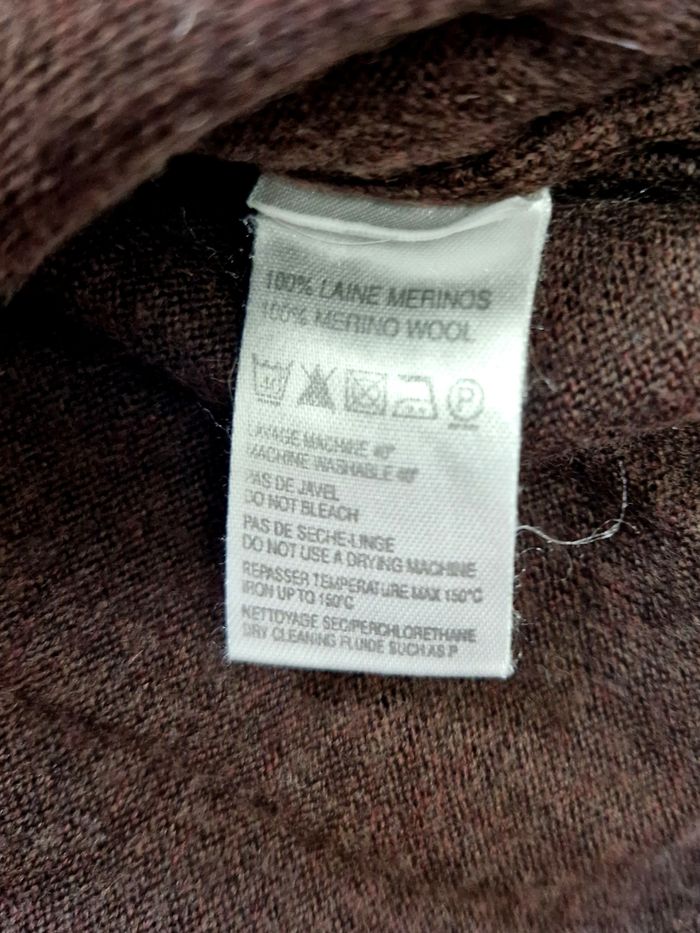 100% LAINE MERINOS
100% MERINO WOOL
P
LAVAGE MACHINE 40°
MACHINE WASHABLE 40°
PAS DE JAVEL
DO NOT BLEACH
PAS DE SECHE-LINGE
DO NOT USE A DRYING MACHINE
REPASSER TEMPERATURE MAX 150°C
IRON UP TO 150°C
NETTOYAGE SEC/PERCHLORETHANE
DRY CLEANING FLUIDE SUCH AS P